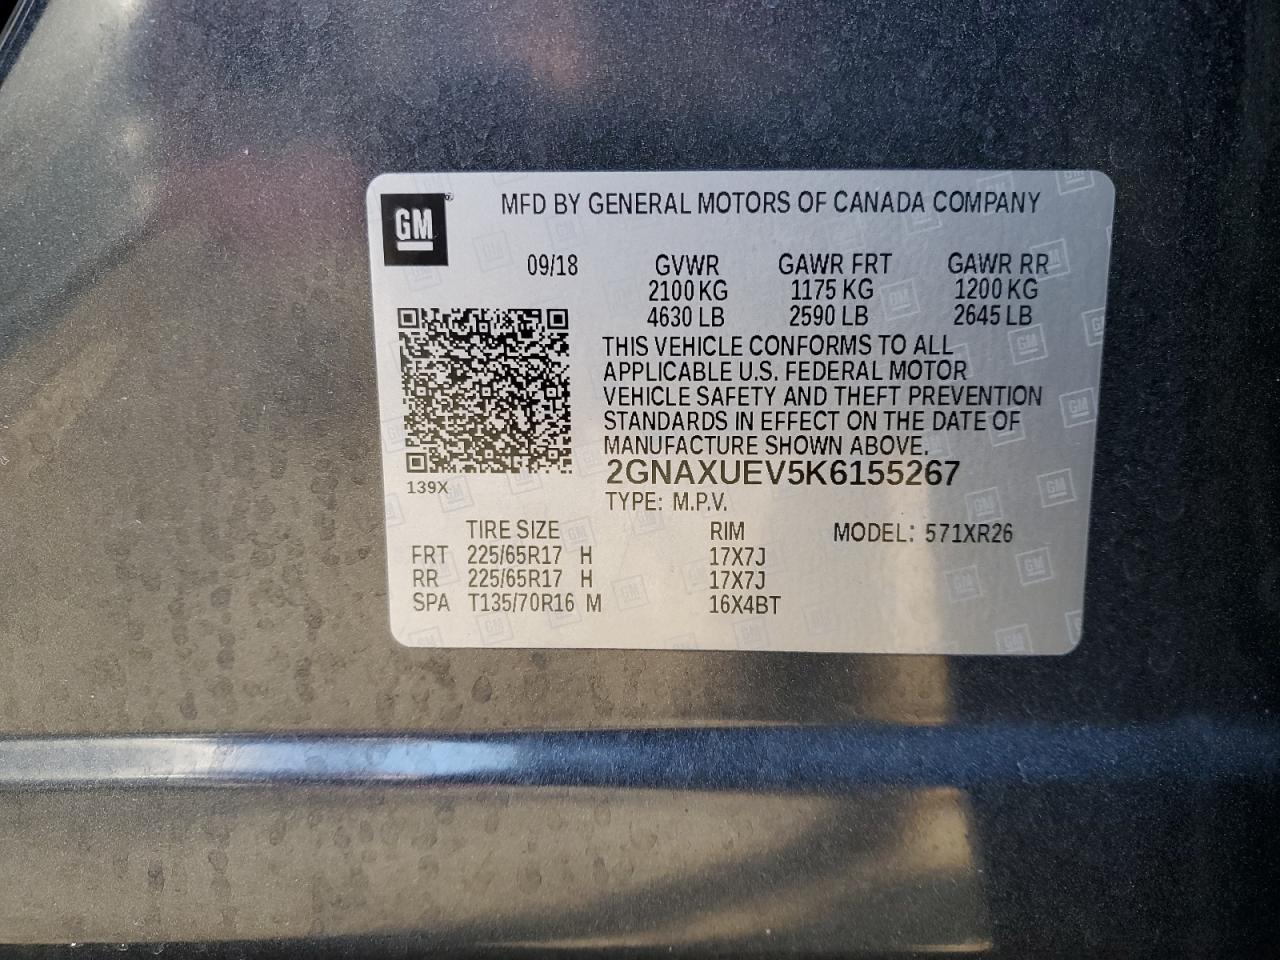 GM
MFD BY GENERAL MOTORS OF CANADA COMPANY
09/18 GVWR GAWR FRT GAWR RR
2100 KG 1175 KG 1200 KG
4630 LB 2590 LB 2645 LB
THIS VEHICLE CONFORMS TO ALL
APPLICABLE U.S. FEDERAL MOTOR
VEHICLE SAFETY AND THEFT PREVENTION
STANDARDS IN EFFECT ON THE DATE OF
MANUFACTURE SHOWN ABOVE.
2GNAXUEV5K6155267
139X
TYPE: M.P.V.
TIRE SIZE RIM MODEL: 571XR26
FRT 225/65R17 H 17X7J
RR 225/65R17 H 17X7J
SPA T135/70R16 M 16X4BT